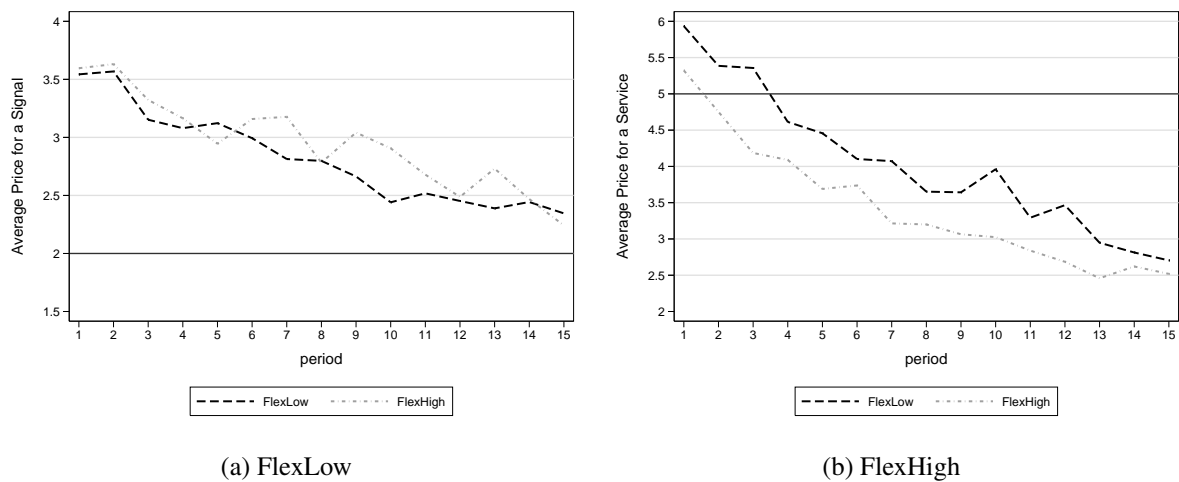 Average Price for a Signal
4
3.5
3
2.5
2
1.5
1 2 3 4 5 6 7 8 9 10 11 12 13 14 15
period
FlexLow FlexHigh
(a) FlexLow
Average Price for a Service
6
5.5
5
4.5
4
3.5
3
2.5
2
1 2 3 4 5 6 7 8 9 10 11 12 13 14 15
period
FlexLow FlexHigh
(b) FlexHigh